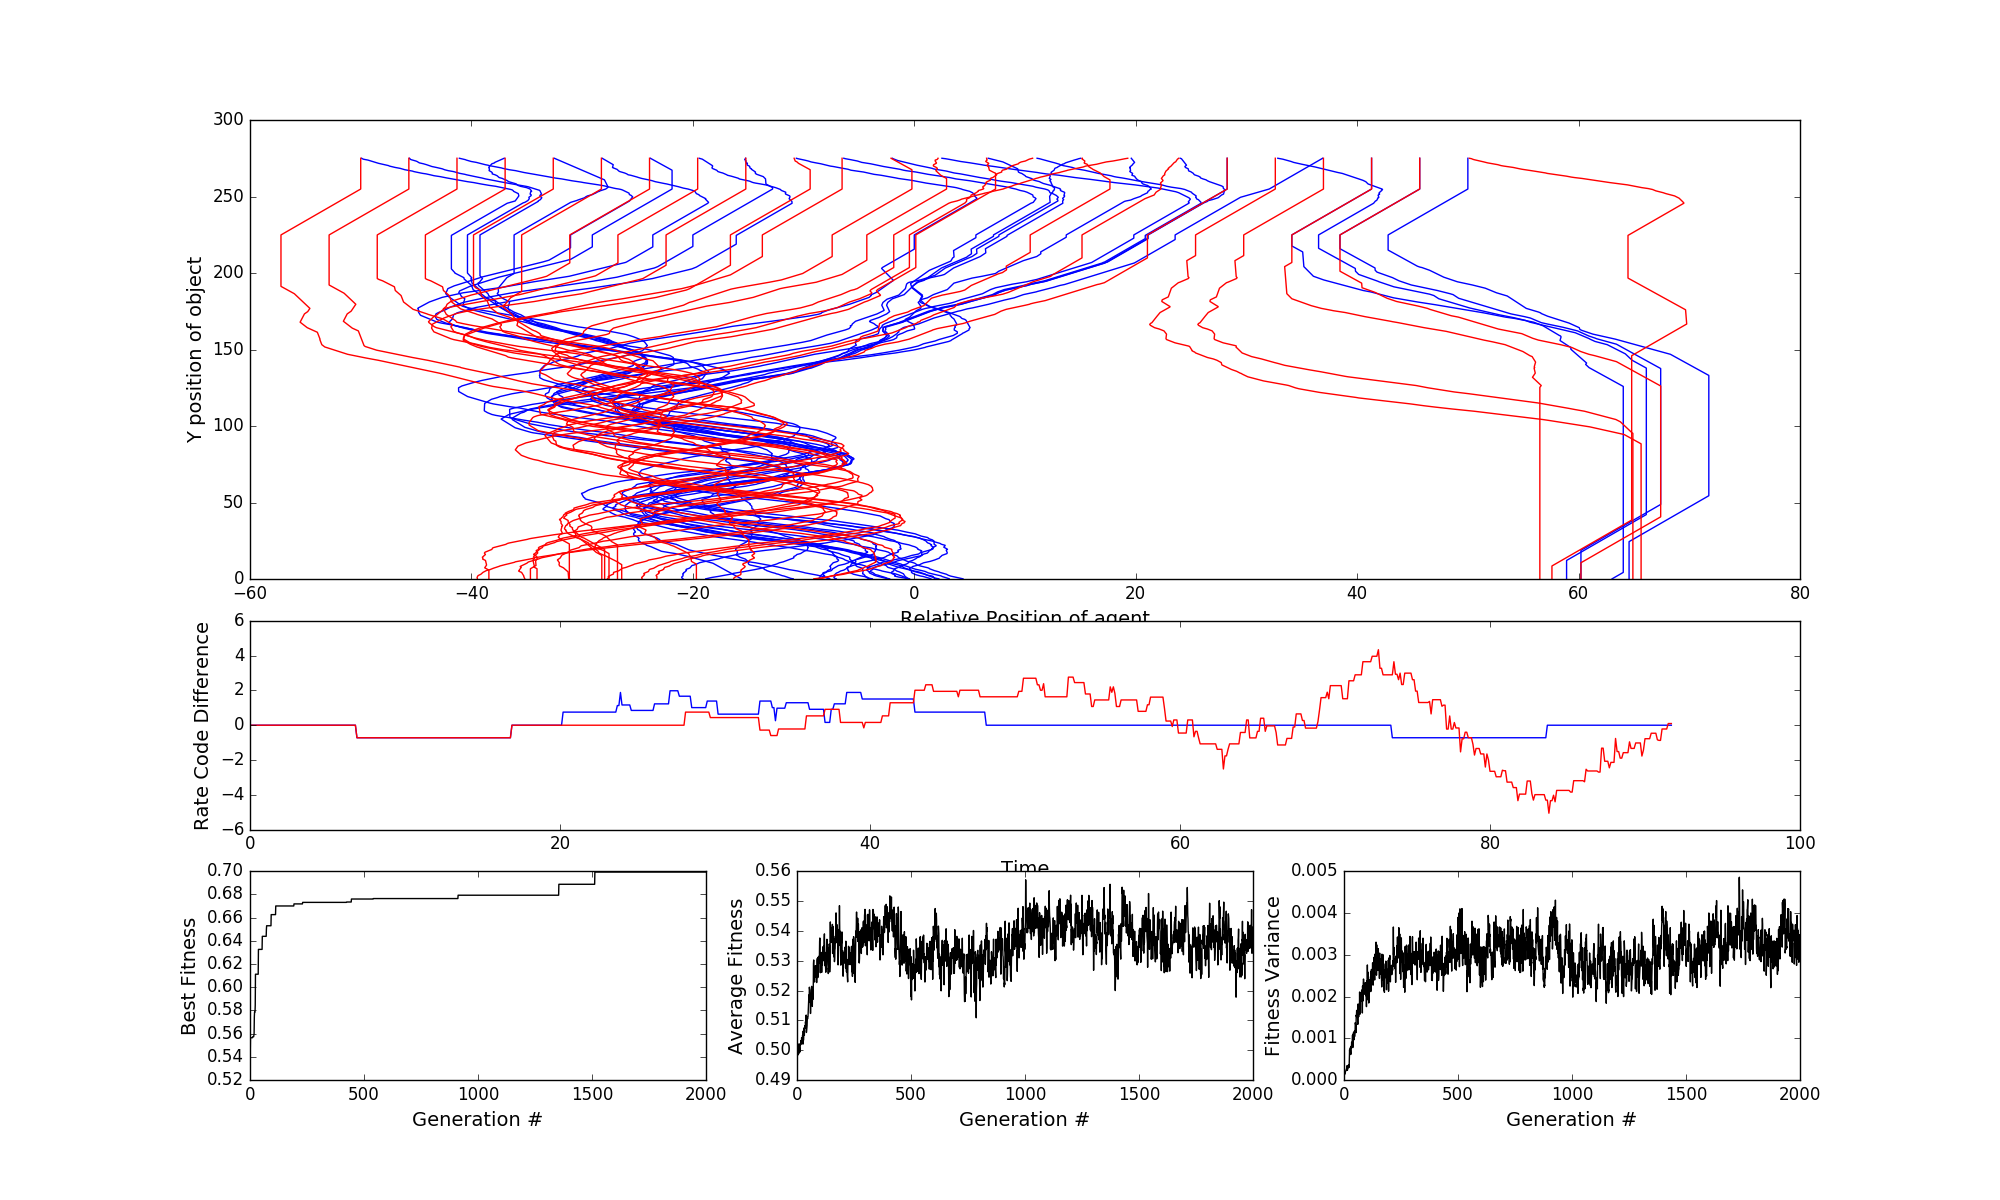 300
250
200
150
100
50
0
Y position of object
−60 −40 −20 0 20 40 60 80
Relative Position of agent
6
4
2
0
−2
−4
−6
Rate Code Difference
0 20 40 60 80 100
Time
0.70
0.68
0.66
0.64
0.62
0.60
0.58
0.56
0.54
0.52
Best Fitness
0 500 1000 1500 2000
Generation #
0.56
0.55
0.54
0.53
0.52
0.51
0.50
0.49
Average Fitness
0 500 1000 1500 2000
Generation #
0.005
0.004
0.003
0.002
0.001
0.000
Fitness Variance
0 500 1000 1500 2000
Generation #